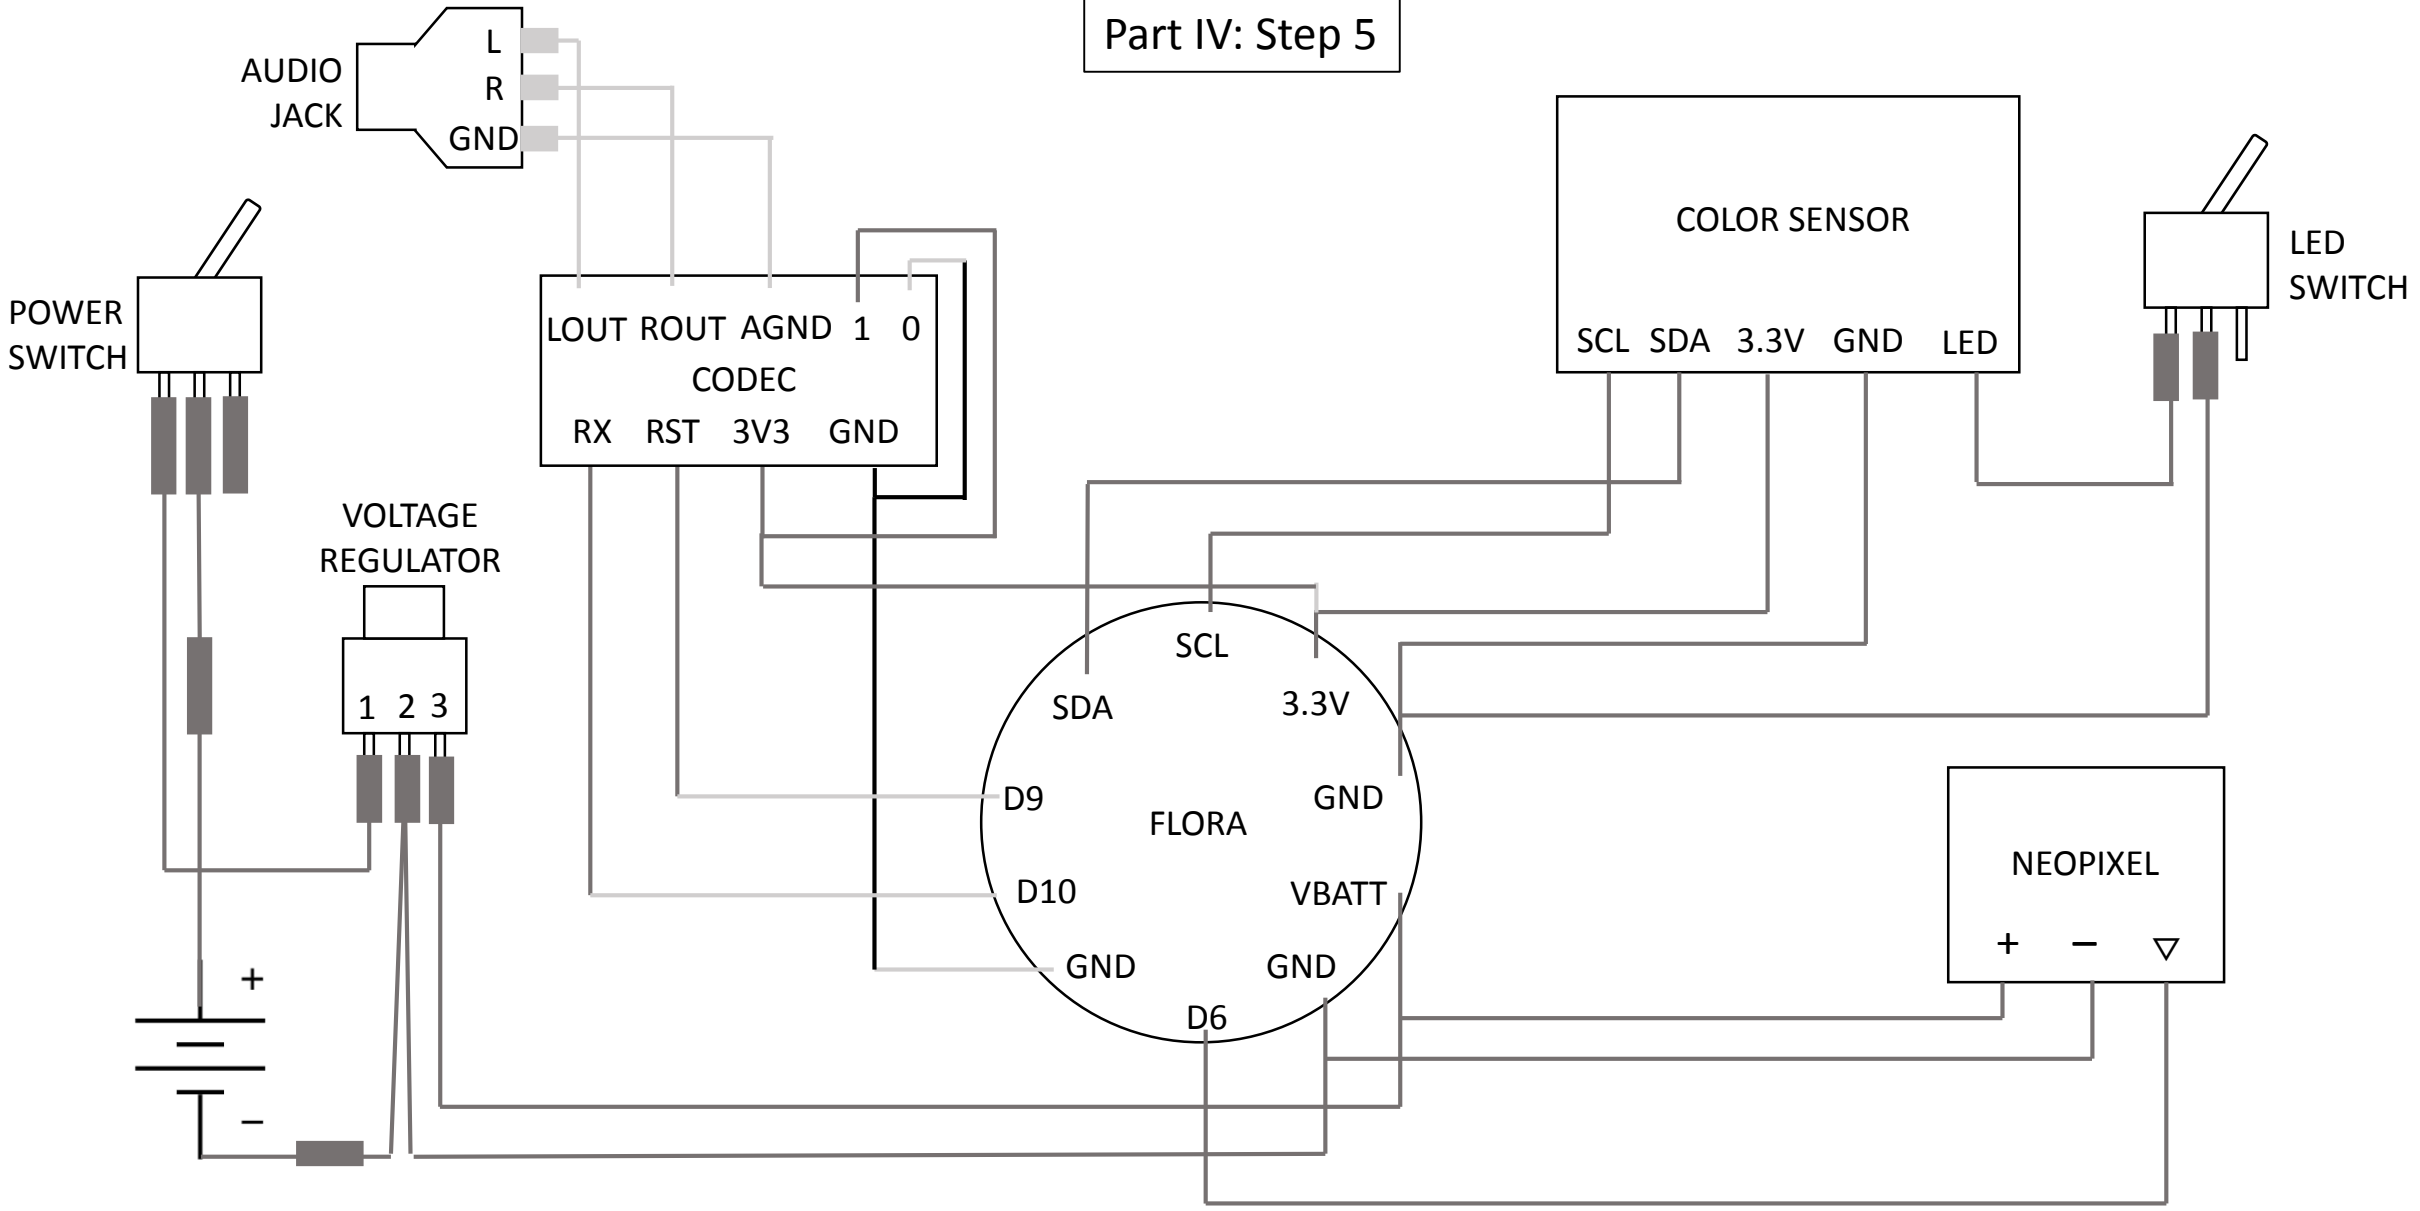 Part IV: Step 5
AUDIO
JACK
L
R
GND
POWER
SWITCH
LOUT ROUT AGND 1 0
CODEC
RX RST 3V3 GND
COLOR SENSOR
SCL SDA 3.3V GND LED
LED
SWITCH
VOLTAGE
REGULATOR
1 2 3
SCL
SDA
3.3V
D9
GND
FLORA
D10
VBATT
GND
GND
D6
NEOPIXEL
+ −
+
−